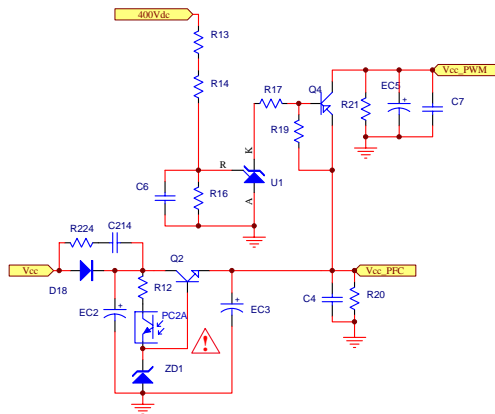 400Vdc
R13
R14
R17
Q4
Vcc_PWM
EC5
R21
C7
R19
K
R
U1
A
C6
R16
R224
C214
Vcc
D18
Q2
Vcc_PFC
R12
EC2
PC2A
EC3
C4
R20
ZD1
+
+
+
!